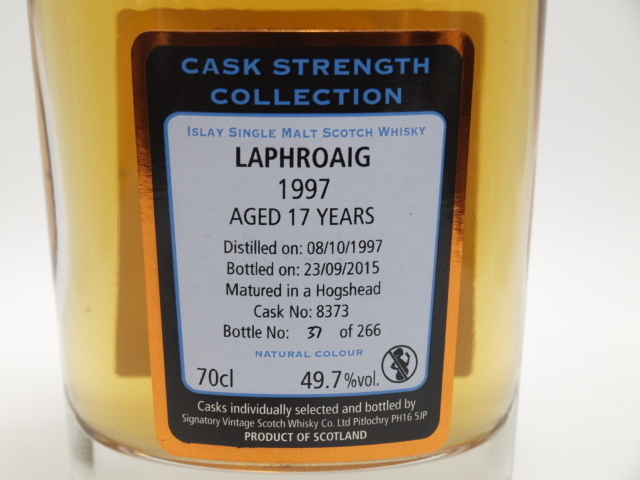 CASK STRENGTH
COLLECTION
ISLAY SINGLE MALT SCOTCH WHISKY
LAPHROAIG
1997
AGED 17 YEARS
Distilled on: 08/10/1997
Bottled on: 23/09/2015
Matured in a Hogshead
Cask No: 8373
Bottle No: 37 of 266
NATURAL COLOUR
70cl 49.7%vol.
Casks individually selected and bottled by
Signatory Vintage Scotch Whisky Co. Ltd Pitlochry PH16 5JP
PRODUCT OF SCOTLAND